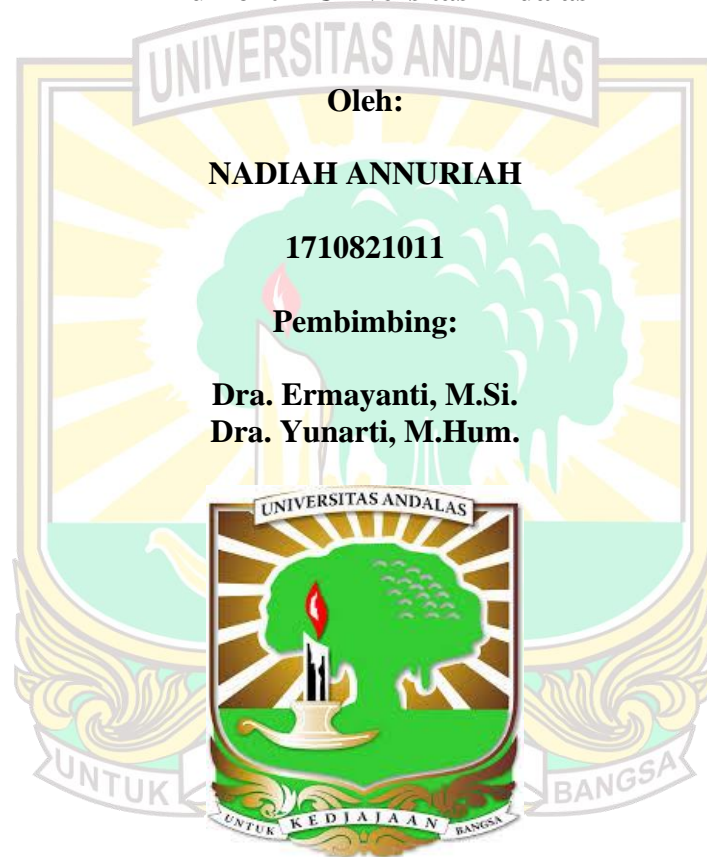 UNIVERSITAS ANDALAS
Oleh:
NADIAH ANNURIAH
1710821011
Pembimbing:
Dra. Ermayanti, M.Si.
Dra. Yunarti, M.Hum.
UNIVERSITAS ANDALAS
UNTUK KEDJAJAAN BANGSA
UNTUK BANGSA